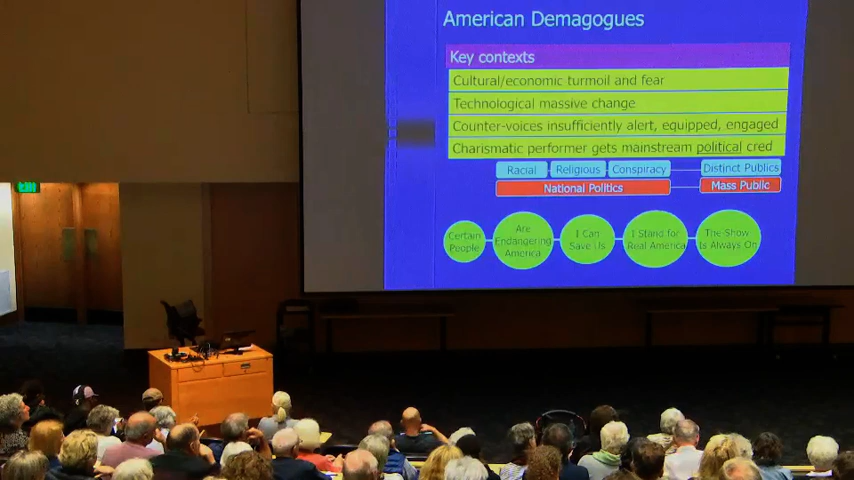 American Demagogues
Key contexts
Cultural/economic turmoil and fear
Technological massive change
Counter-voices insufficiently alert, equipped, engaged
Charismatic performer gets mainstream political cred
Racial Religious Conspiracy Distinct Publics
National Politics Mass Public
Certain
People
Are
Endangering
America
I Can
Save Us
I Stand for
Real America
The Show
Is Always On